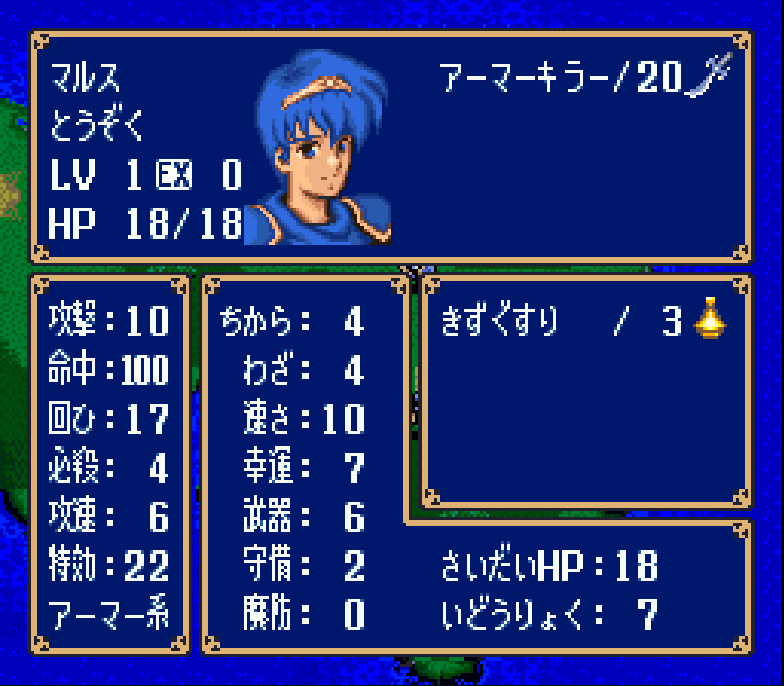 マルス
とうぞく
LV 1 EX 0
HP 18/18
アーマーキラー/20
攻撃:10
命中:100
回ひ:17
必殺: 4
攻速: 6
特効:22
アーマー系
ちから: 4
わざ: 4
速さ:10
幸運: 7
武器: 6
守備: 2
魔防: 0
きずぐすり / 3
さいだいHP:18
いどうりょく: 7